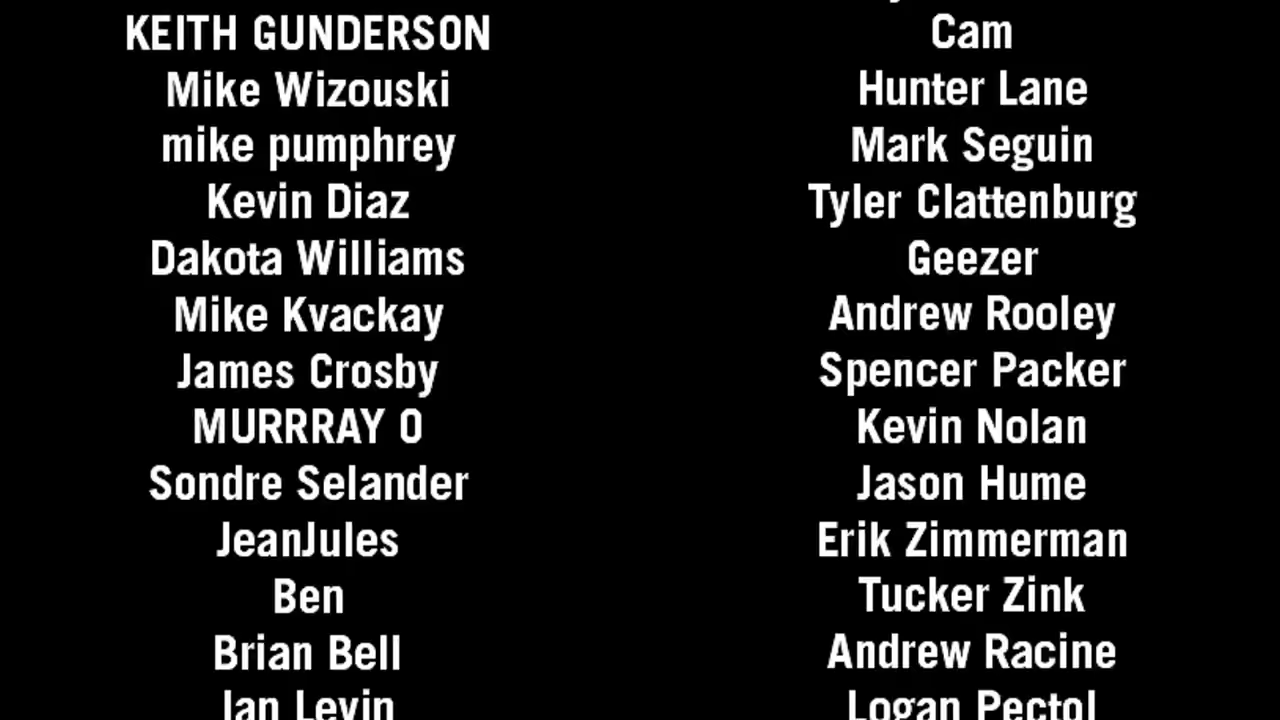 KEITH GUNDERSON
Mike Wizouski
mike pumphrey
Kevin Diaz
Dakota Williams
Mike Kvackay
James Crosby
MURRRAY O
Sondre Selander
JeanJules
Ben
Brian Bell
Ian Levin
Cam
Hunter Lane
Mark Seguin
Tyler Clattenburg
Geezer
Andrew Rooley
Spencer Packer
Kevin Nolan
Jason Hume
Erik Zimmerman
Tucker Zink
Andrew Racine
Logan Pectol